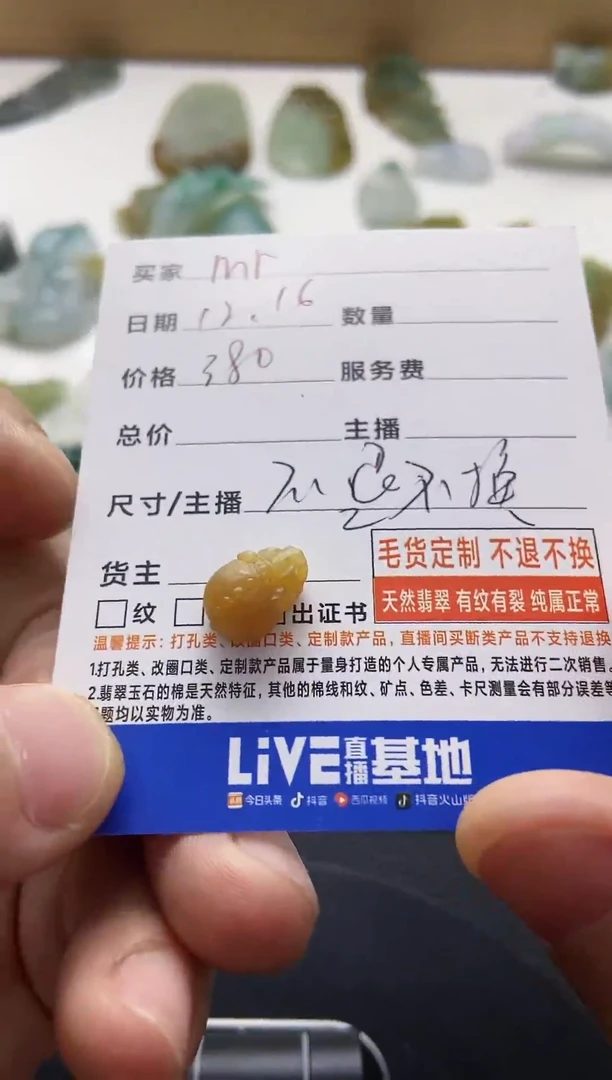 买家 mr
日期 12.16 数量
价格 380 服务费
总价 主播
尺寸/主播 不退不换
货主
毛货定制 不退不换
天然翡翠 有纹有裂 纯属正常
纹 出证书
温馨提示: 打孔类、改圈口类、定制款产品,直播间买断类产品不支持退换
1.打孔类、改圈口类、定制款产品属于量身打造的个人专属产品,无法进行二次销售。
2.翡翠玉石的棉是天然特征,其他的棉线和纹、矿点、色差、卡尺测量会有部分误差等
题均以实物为准。
LiVE直播基地
今日头条 抖音 西瓜视频 抖音火山版